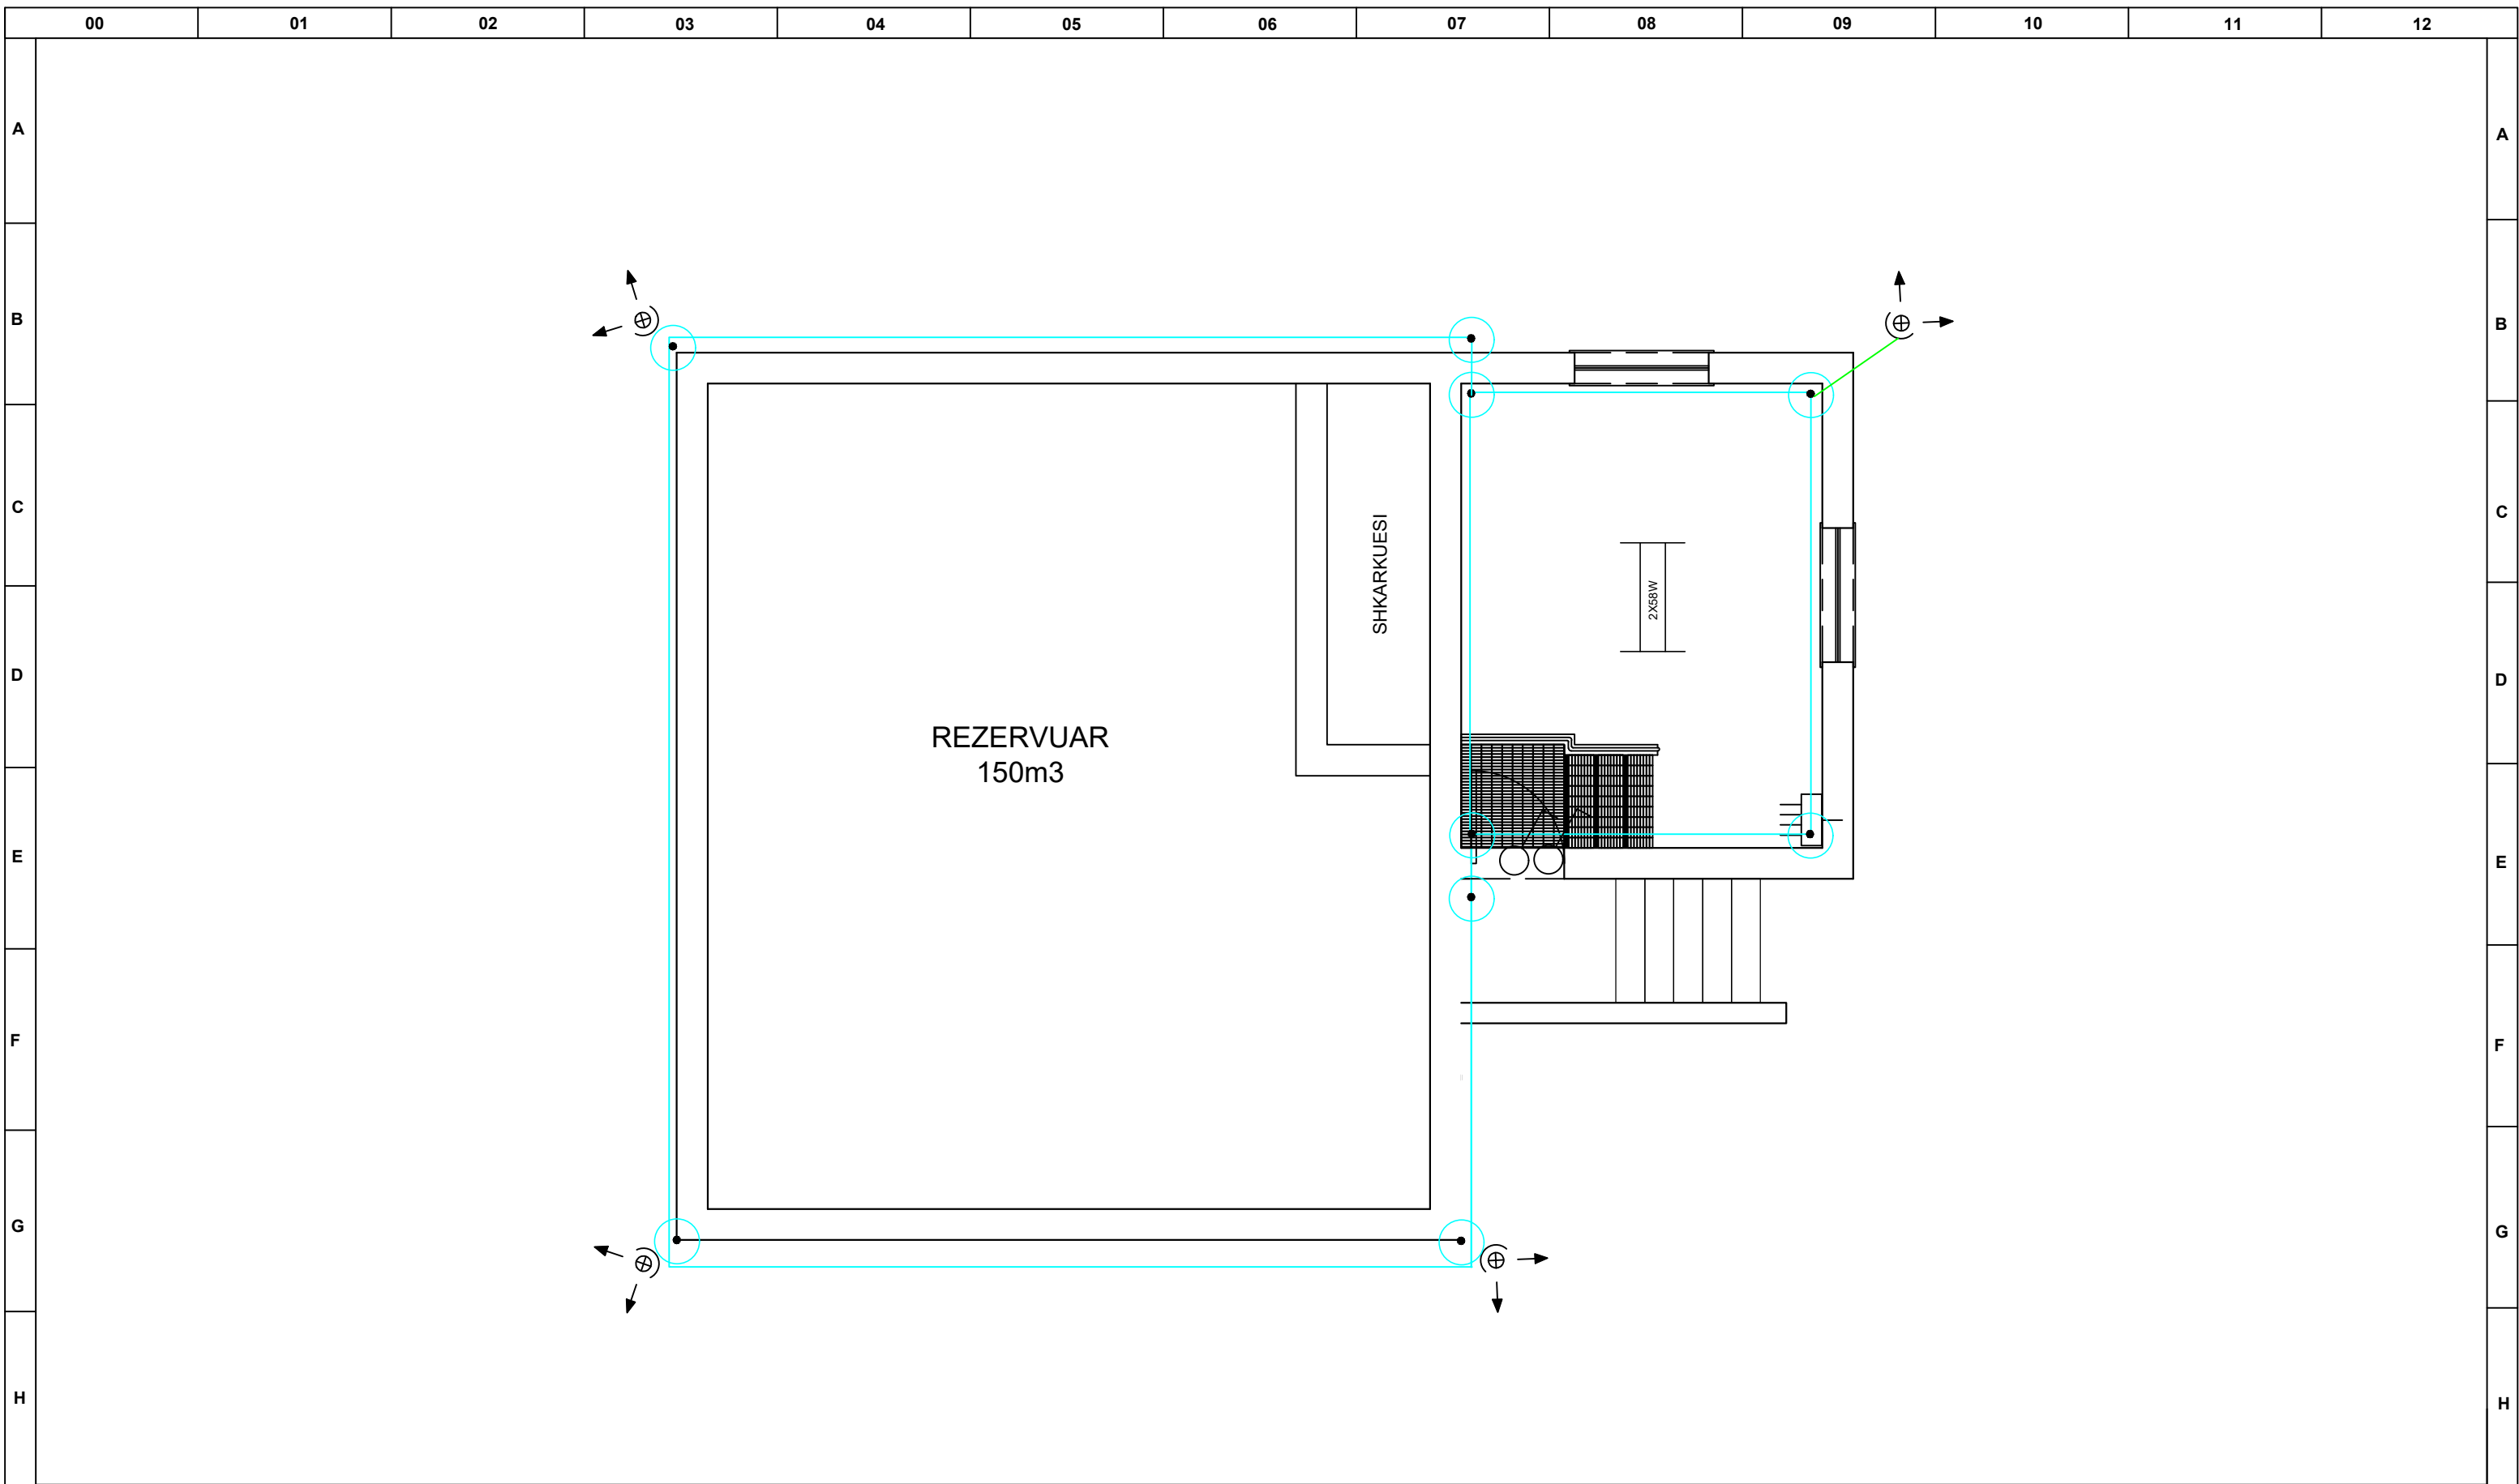 00 01 02 03 04 05 06 07 08 09 10 11 12
A A
B B
C C
SHKARKUESI
2X58W
D D
REZERVUAR
150m3
E E
F F
G G
H H